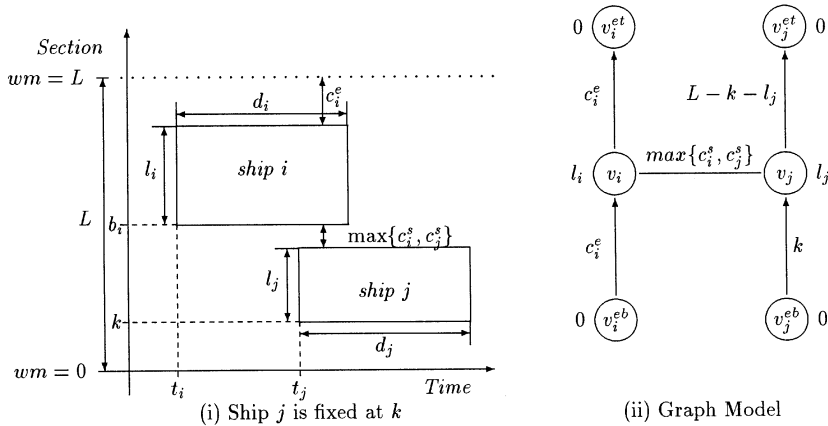 Section
wm = L
c_i^e
d_i
l_i
ship i
L
b_i
max{c_i^s, c_j^s}
l_j
ship j
k
d_j
wm = 0
t_i
t_j
Time
(i) Ship j is fixed at k
0 v_i^et
v_j^et 0
c_i^e
L − k − l_j
max{c_i^s, c_j^s}
l_i v_i
v_j l_j
c_i^e
k
0 v_i^eb
v_j^eb 0
(ii) Graph Model